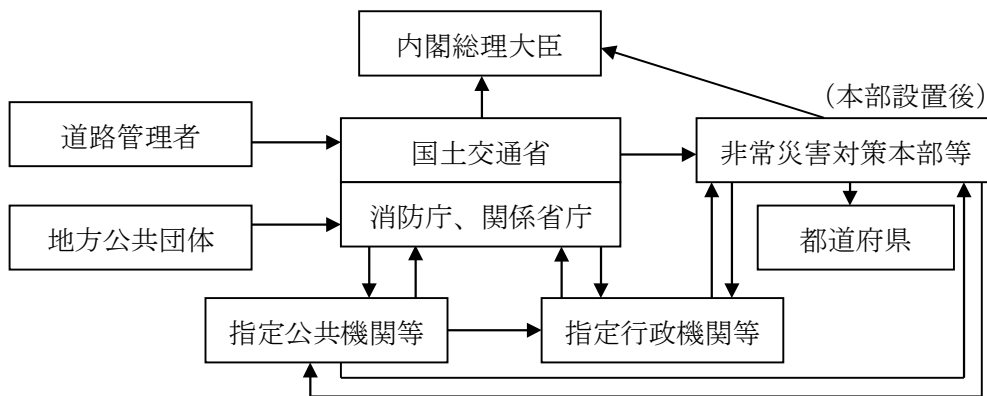 内閣総理大臣
（本部設置後）
道路管理者
国土交通省
非常災害対策本部等
地方公共団体
消防庁、関係省庁
都道府県
指定公共機関等
指定行政機関等